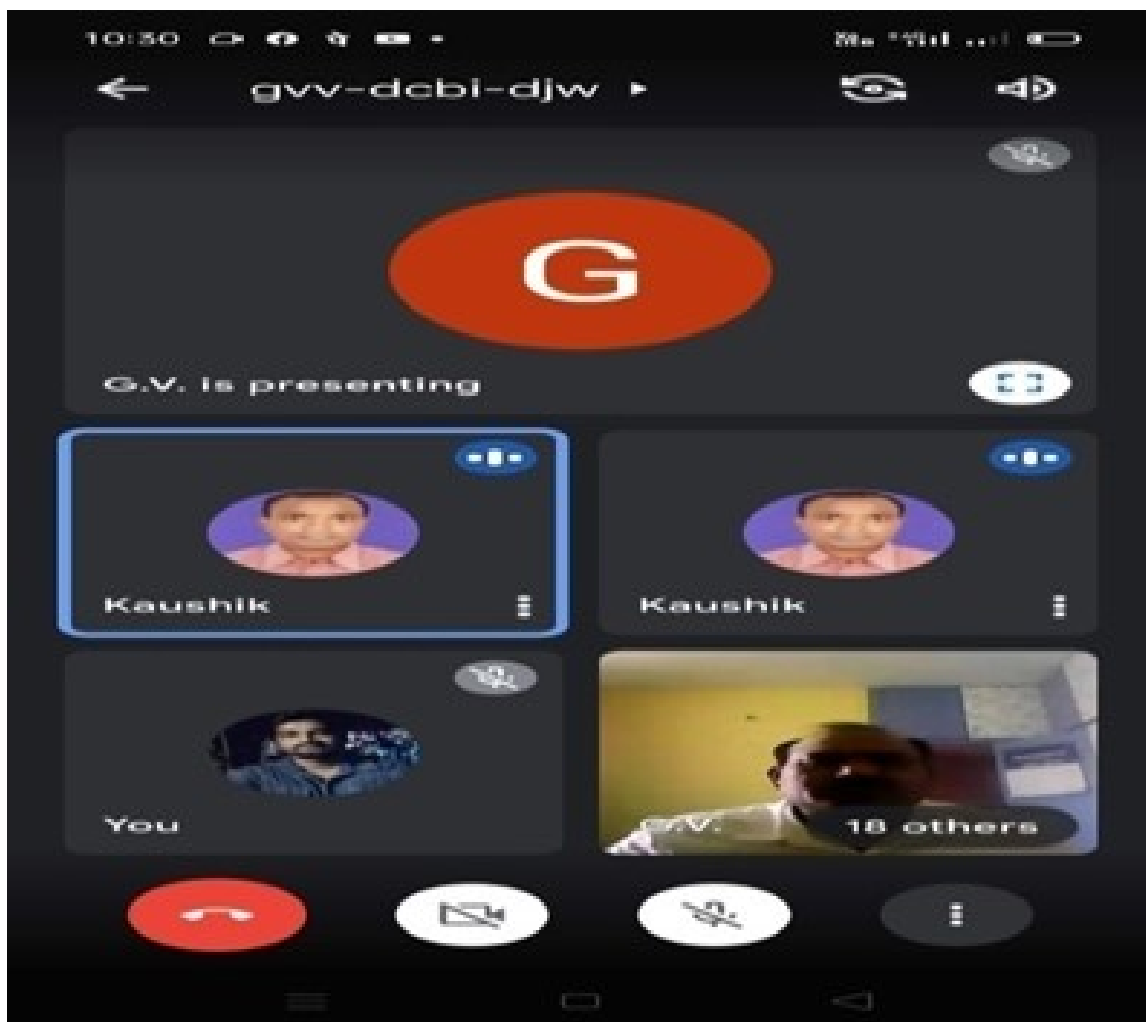 10:30
gvv-dcbi-djw
G
G.V. is presenting
Kaushik
Kaushik
You
G.V.
18 others